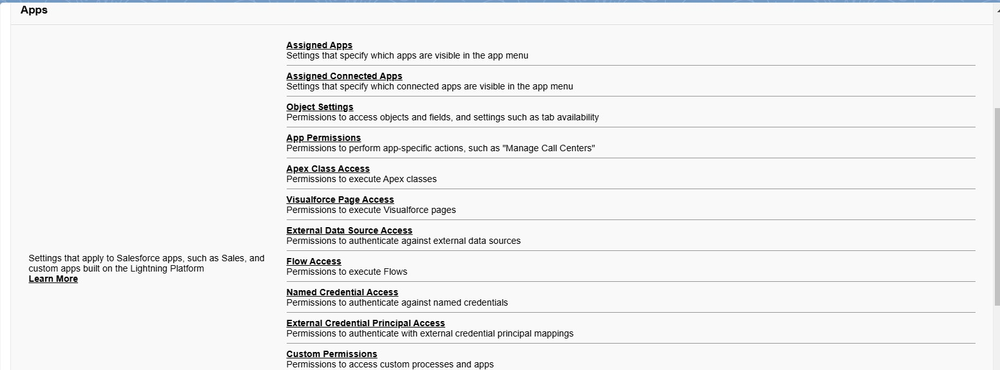 Apps
Settings that apply to Salesforce apps, such as Sales, and
custom apps built on the Lightning Platform
Learn More
Assigned Apps
Settings that specify which apps are visible in the app menu
Assigned Connected Apps
Settings that specify which connected apps are visible in the app menu
Object Settings
Permissions to access objects and fields, and settings such as tab availability
App Permissions
Permissions to perform app-specific actions, such as "Manage Call Centers"
Apex Class Access
Permissions to execute Apex classes
Visualforce Page Access
Permissions to execute Visualforce pages
External Data Source Access
Permissions to authenticate against external data sources
Flow Access
Permissions to execute Flows
Named Credential Access
Permissions to authenticate against named credentials
External Credential Principal Access
Permissions to authenticate with external credential principal mappings
Custom Permissions
Permissions to access custom processes and apps